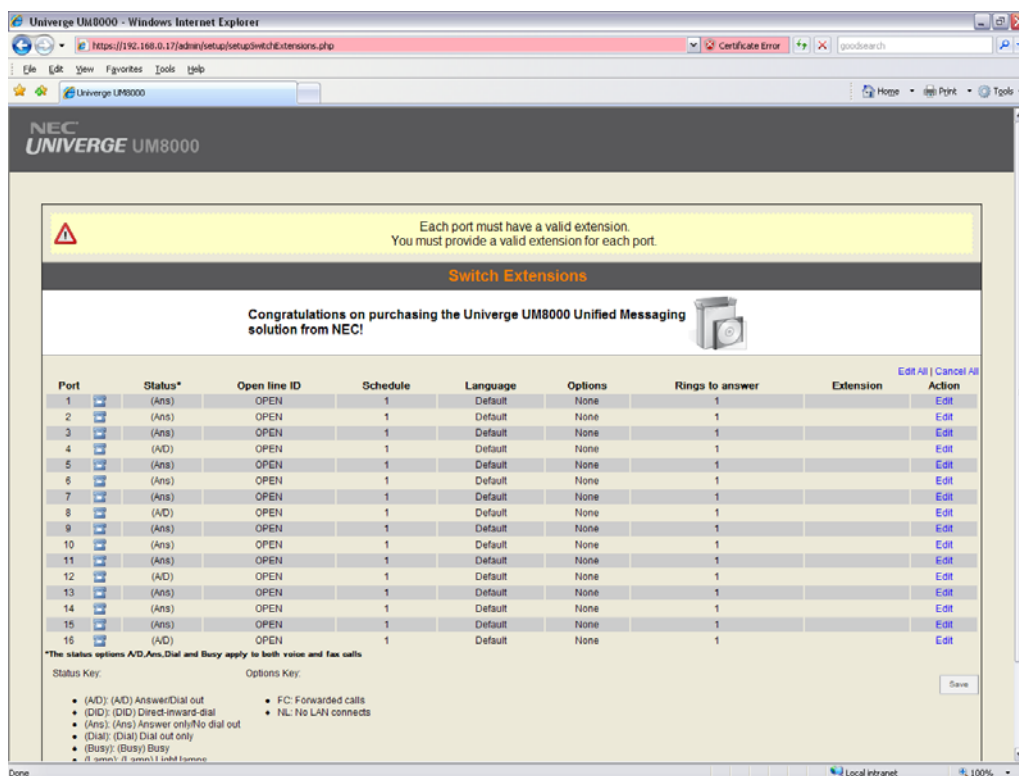 Univerge UM8000 - Windows Internet Explorer
https://192.168.0.17/admin/setup/setupSwitchExtensions.php Certificate Error goodsearch
File Edit View Favorites Tools Help
Univerge UM8000 Home Print Tools
NEC
UNIVERGE UM8000
Each port must have a valid extension.
You must provide a valid extension for each port.
Switch Extensions
Congratulations on purchasing the Univerge UM8000 Unified Messaging
solution from NEC!
Edit All | Cancel All
Port Status* Open line ID Schedule Language Options Rings to answer Extension Action
1 (Ans) OPEN 1 Default None 1 Edit
2 (Ans) OPEN 1 Default None 1 Edit
3 (Ans) OPEN 1 Default None 1 Edit
4 (A/D) OPEN 1 Default None 1 Edit
5 (Ans) OPEN 1 Default None 1 Edit
6 (Ans) OPEN 1 Default None 1 Edit
7 (Ans) OPEN 1 Default None 1 Edit
8 (A/D) OPEN 1 Default None 1 Edit
9 (Ans) OPEN 1 Default None 1 Edit
10 (Ans) OPEN 1 Default None 1 Edit
11 (Ans) OPEN 1 Default None 1 Edit
12 (A/D) OPEN 1 Default None 1 Edit
13 (Ans) OPEN 1 Default None 1 Edit
14 (Ans) OPEN 1 Default None 1 Edit
15 (Ans) OPEN 1 Default None 1 Edit
16 (A/D) OPEN 1 Default None 1 Edit
*The status options A/D,Ans,Dial and Busy apply to both voice and fax calls
Status Key:
(A/D): (A/D) Answer/Dial out
(DID): (DID) Direct-inward-dial
(Ans): (Ans) Answer only/No dial out
(Dial): (Dial) Dial out only
(Busy): (Busy) Busy
(Lamp): (Lamp) Light lamps
Options Key:
FC: Forwarded calls
NL: No LAN connects
Save
Done Local intranet 100%